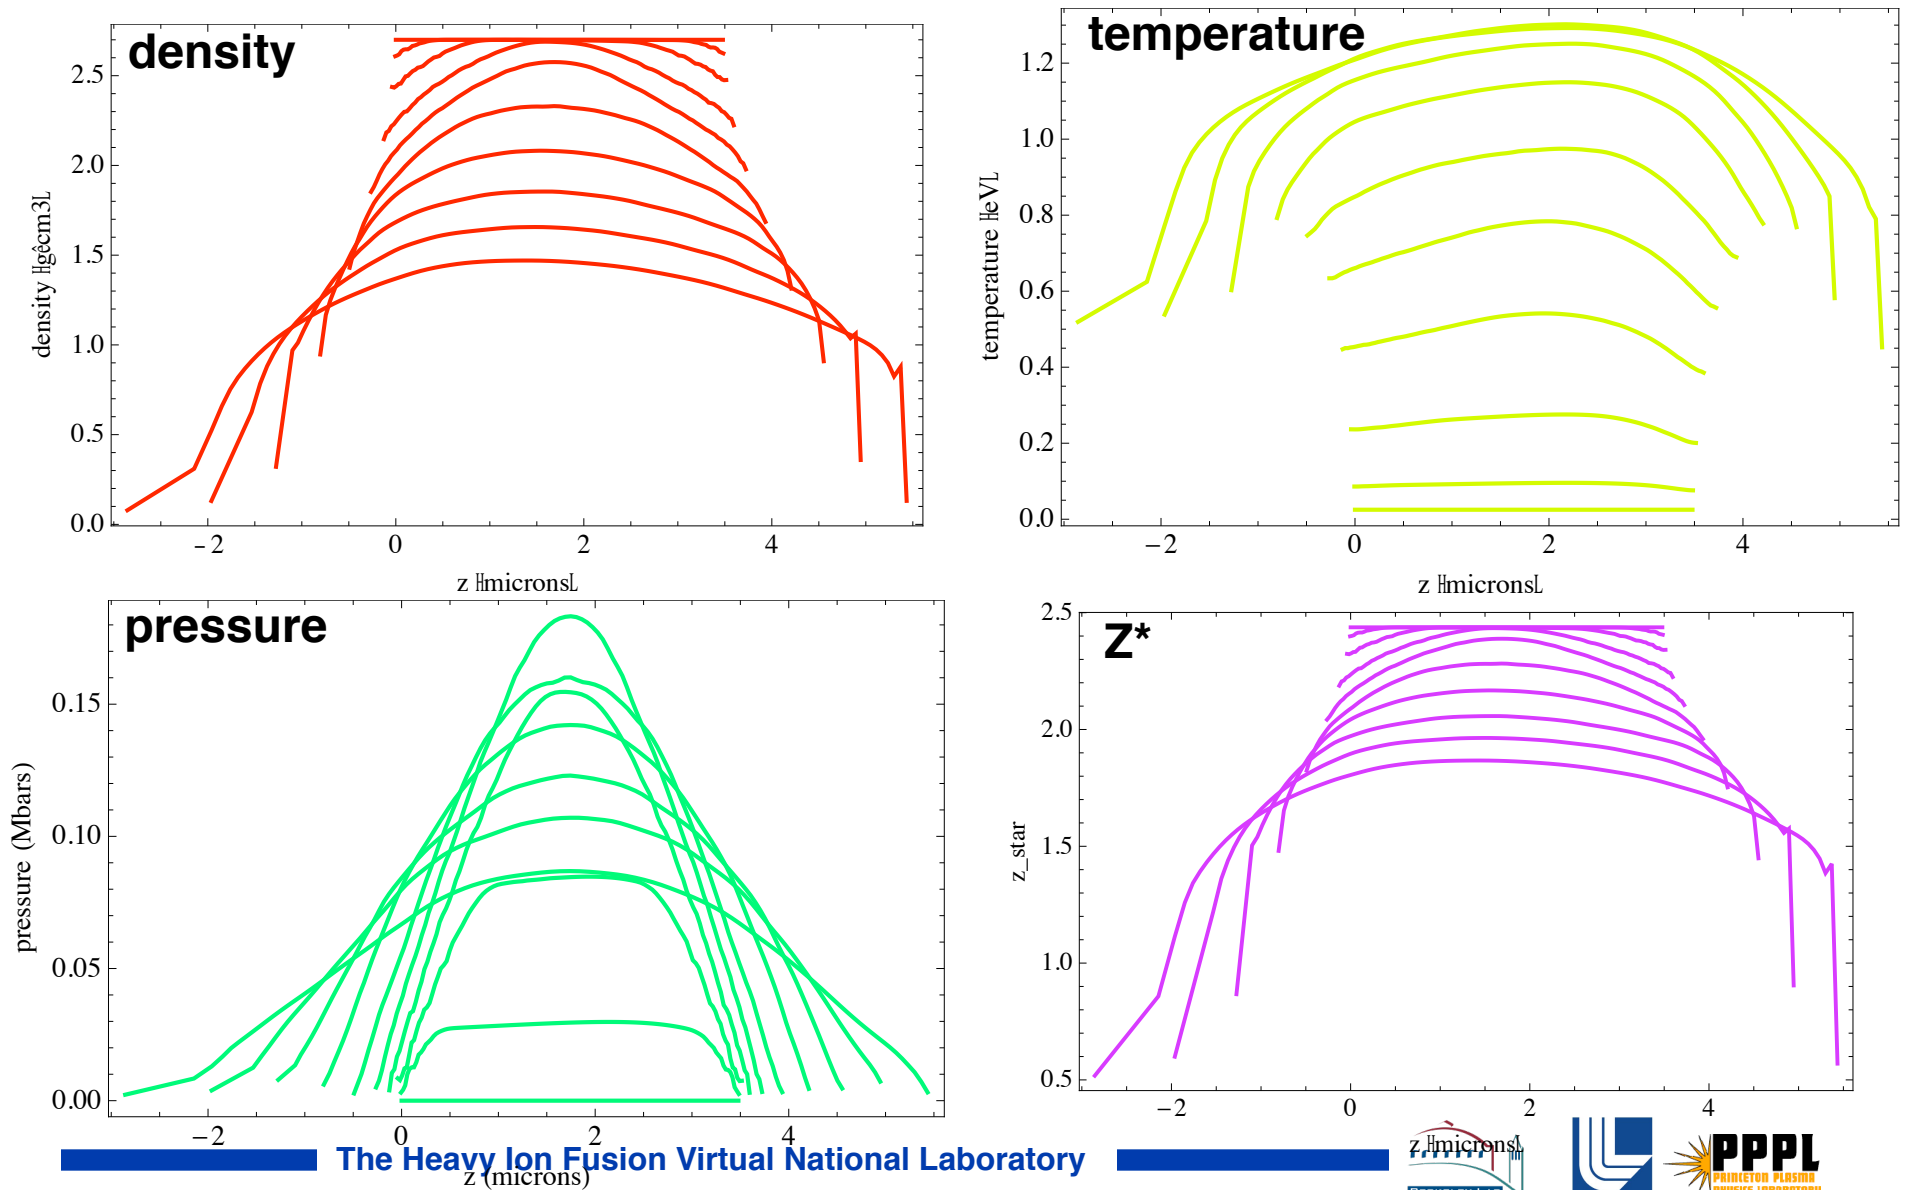 density
2.5
2.0
1.5
1.0
0.5
0.0
density Hgêcm3L
−2
0
2
4
z HmicronsL
temperature
1.2
1.0
0.8
0.6
0.4
0.2
0.0
temperature HeVL
−2
0
2
4
z HmicronsL
pressure
0.15
0.10
0.05
0.00
pressure (Mbars)
−2
0
2
4
z (microns)
Z*
2.5
2.0
1.5
1.0
0.5
z_star
−2
0
2
4
z HmicronsL
The Heavy Ion Fusion Virtual National Laboratory
PPPL
PRINCETON PLASMA
PHYSICS LABORATORY